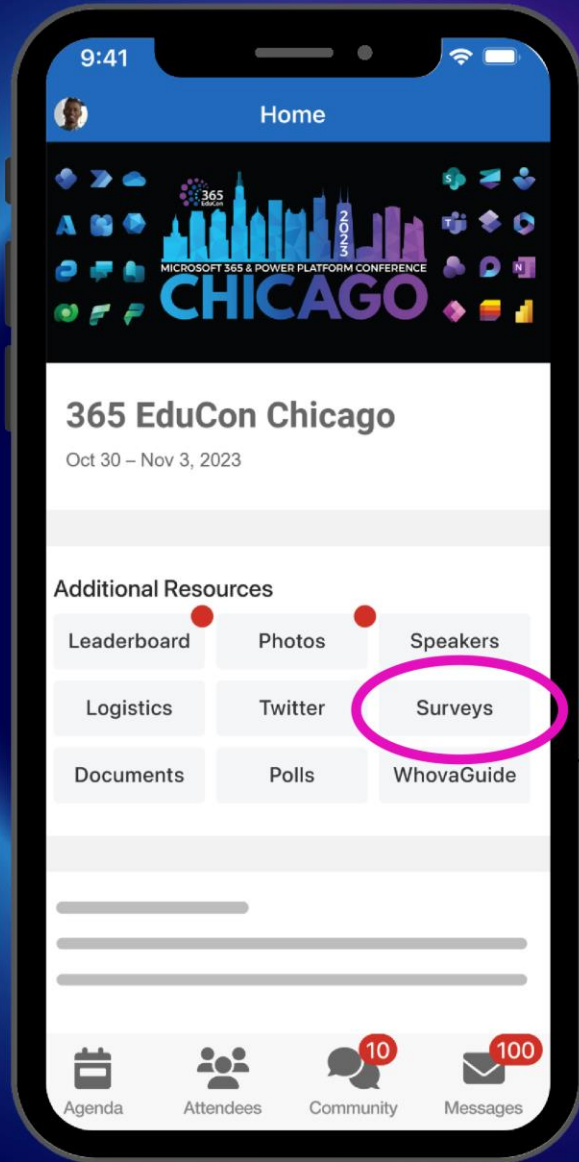 9:41
Home
365
EduCon
2023
MICROSOFT 365 & POWER PLATFORM CONFERENCE
CHICAGO
365 EduCon Chicago
Oct 30 – Nov 3, 2023
Additional Resources
Leaderboard Photos Speakers
Logistics Twitter Surveys
Documents Polls WhovaGuide
10 100
Agenda Attendees Community Messages